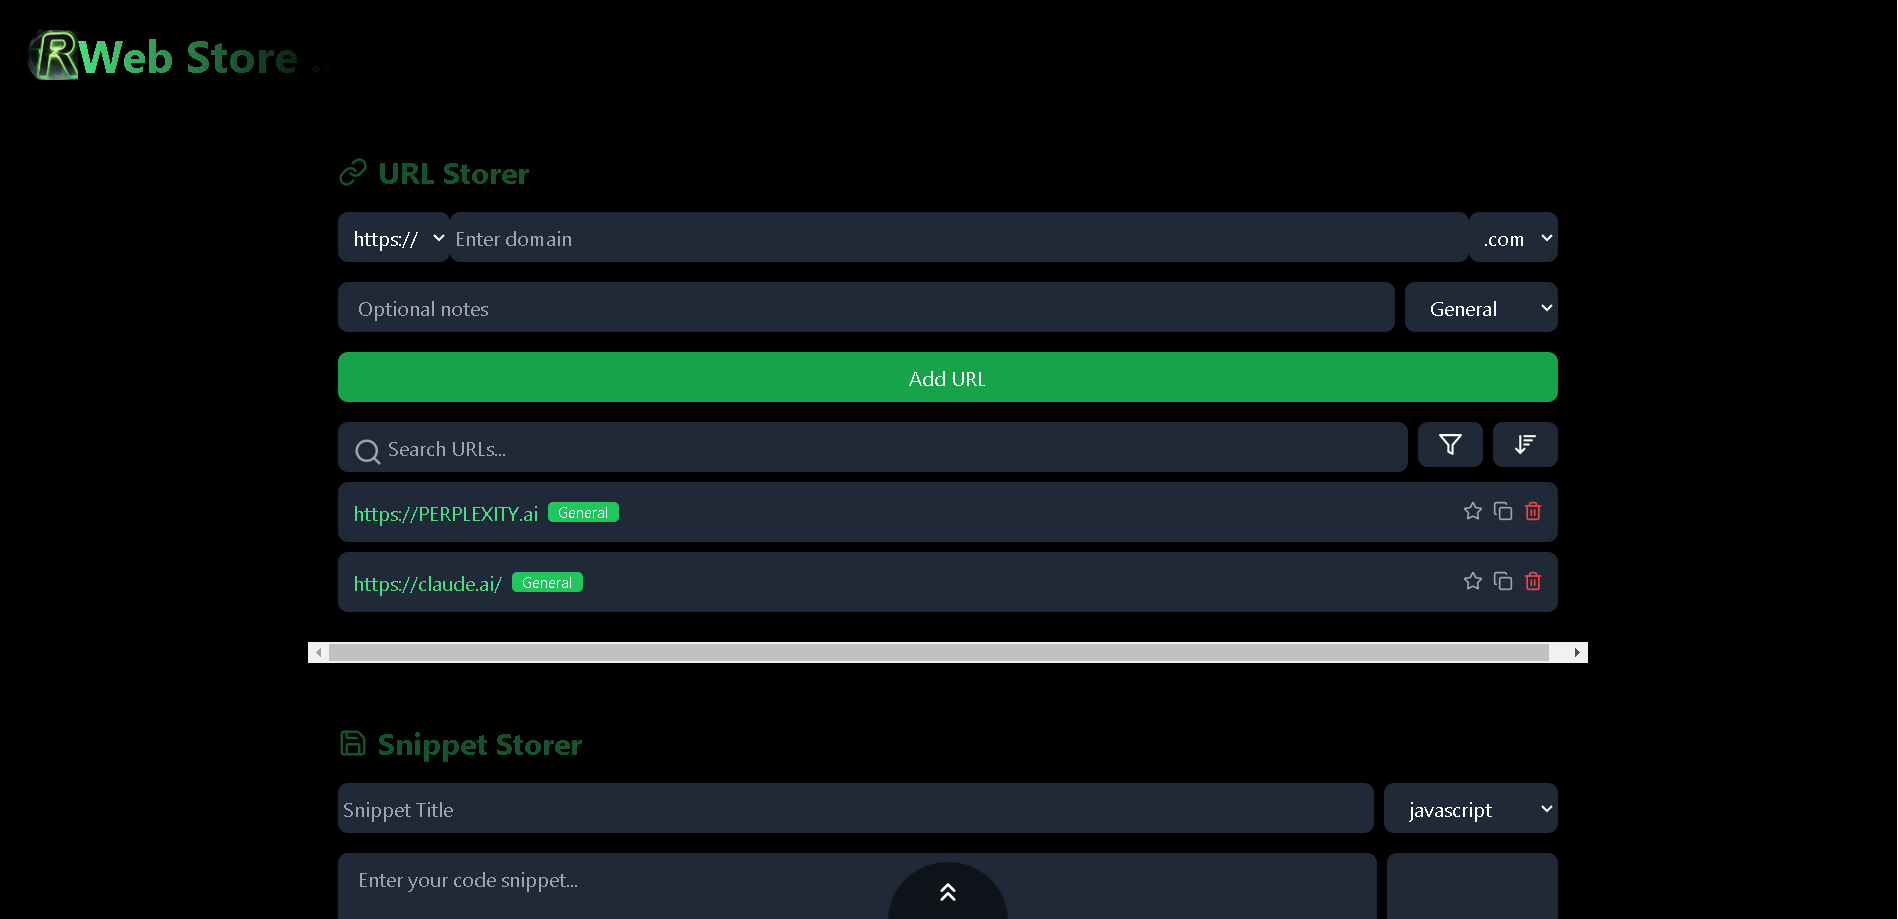 RWeb Store ..
URL Storer
https:// Enter domain .com
Optional notes General
Add URL
Search URLs...
https://PERPLEXITY.ai General
https://claude.ai/ General
Snippet Storer
Snippet Title javascript
Enter your code snippet...